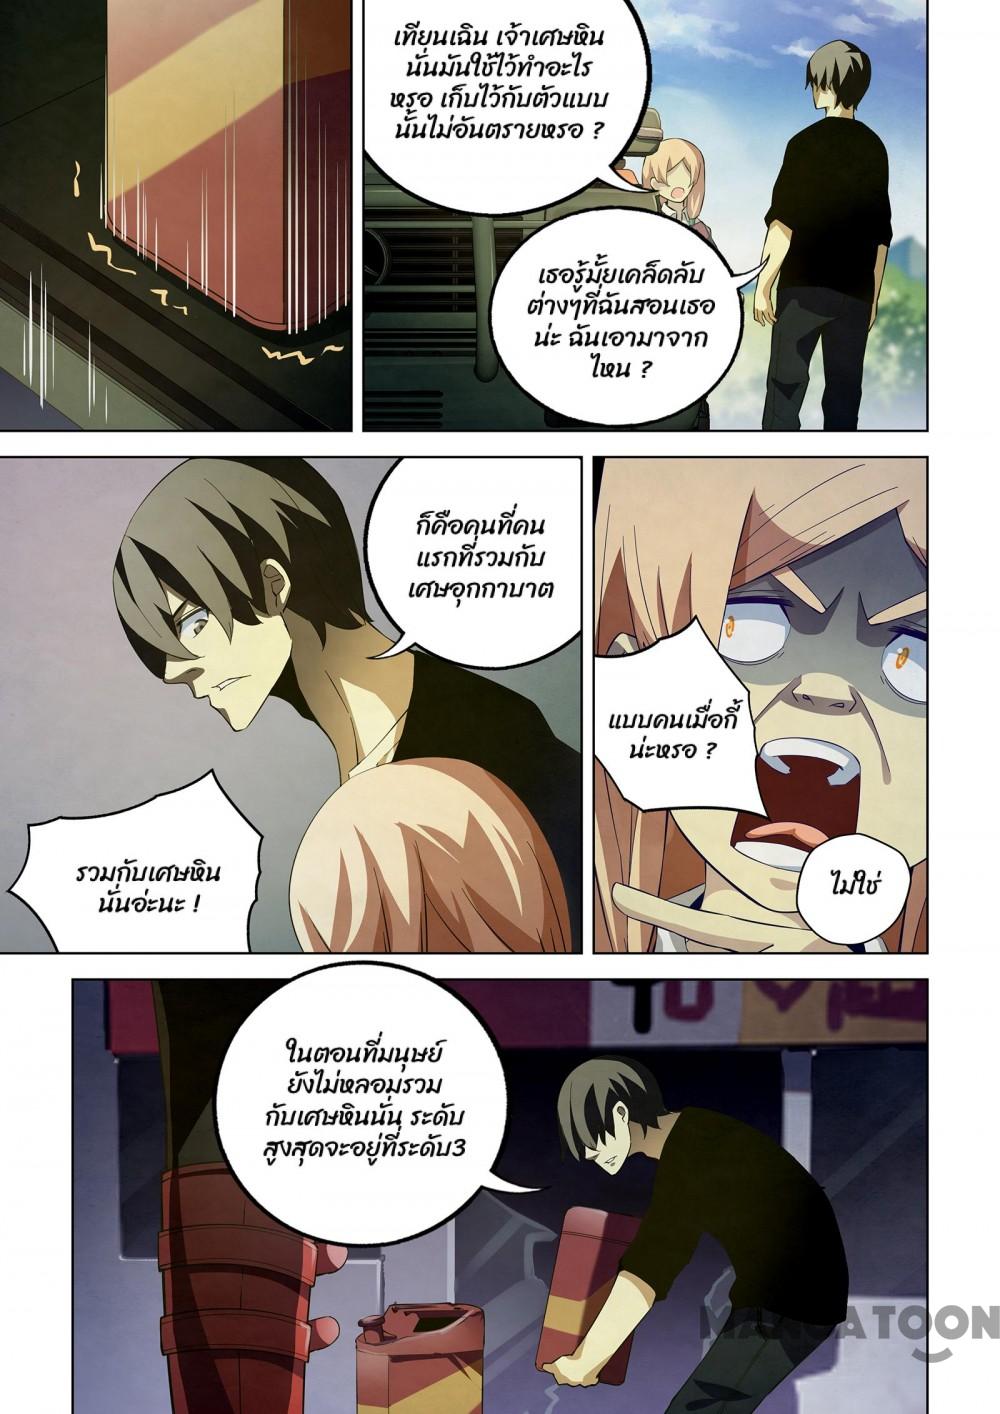 เทียนเฉิน เจ้าเศษหิน
นั่นมันใช้ไว้ทำอะไร
หรอ เก็บไว้กับตัวแบบ
นั้นไม่อันตรายหรอ ?
เธอรู้มั้ยเคล็ดลับ
ต่างๆที่ฉันสอนเธอ
น่ะ ฉันเอามาจาก
ไหน ?
ก็คือคนที่คน
แรกที่รวมกับ
เศษอุกกาบาต
รวมกับเศษหิน
นั่นอ่ะนะ !
แบบคนเมื่อกี้
น่ะหรอ ?
ไม่ใช่
ในตอนที่มนุษย์
ยังไม่หลอมรวม
กับเศษหินนั่น ระดับ
สูงสุดจะอยู่ที่ระดับ3
MANGATOON